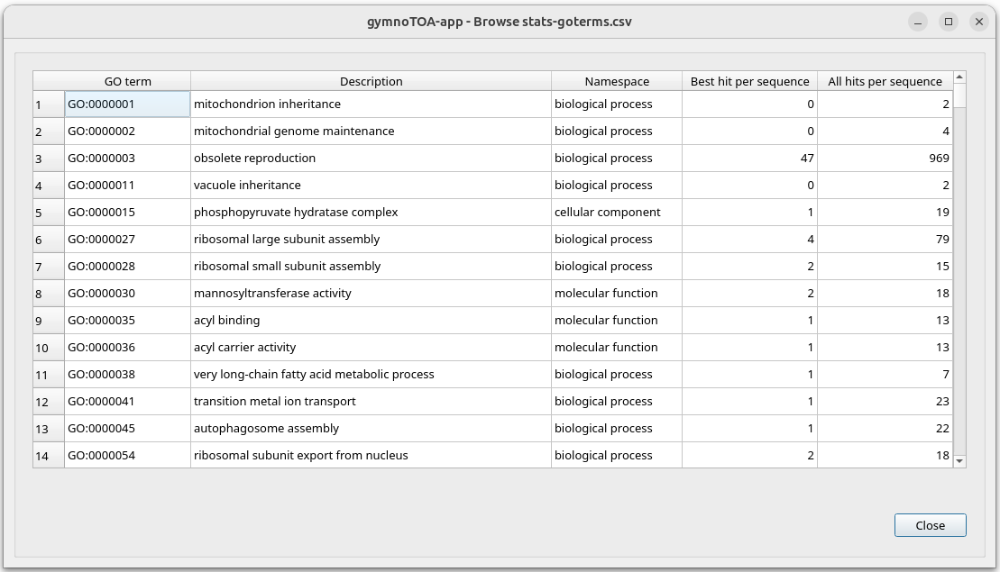 gymnoTOA-app - Browse stats-goterms.csv
GO term Description Namespace Best hit per sequence All hits per sequence
1 GO:0000001 mitochondrion inheritance biological process 0 2
2 GO:0000002 mitochondrial genome maintenance biological process 0 4
3 GO:0000003 obsolete reproduction biological process 47 969
4 GO:0000011 vacuole inheritance biological process 0 2
5 GO:0000015 phosphopyruvate hydratase complex cellular component 1 19
6 GO:0000027 ribosomal large subunit assembly biological process 4 79
7 GO:0000028 ribosomal small subunit assembly biological process 2 15
8 GO:0000030 mannosyltransferase activity molecular function 2 18
9 GO:0000035 acyl binding molecular function 1 13
10 GO:0000036 acyl carrier activity molecular function 1 13
11 GO:0000038 very long-chain fatty acid metabolic process biological process 1 7
12 GO:0000041 transition metal ion transport biological process 1 23
13 GO:0000045 autophagosome assembly biological process 1 22
14 GO:0000054 ribosomal subunit export from nucleus biological process 2 18
Close